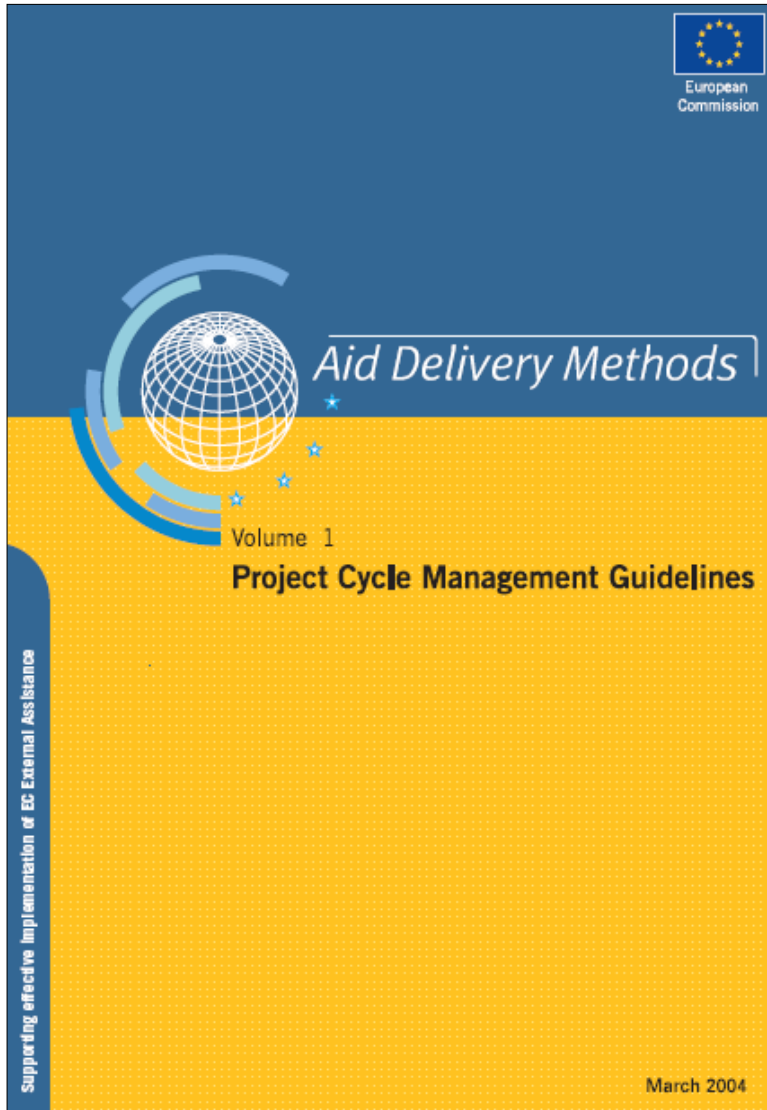 European
Commission
Aid Delivery Methods
Volume 1
Project Cycle Management Guidelines
Supporting effective Implementation of EC External Assistance
March 2004